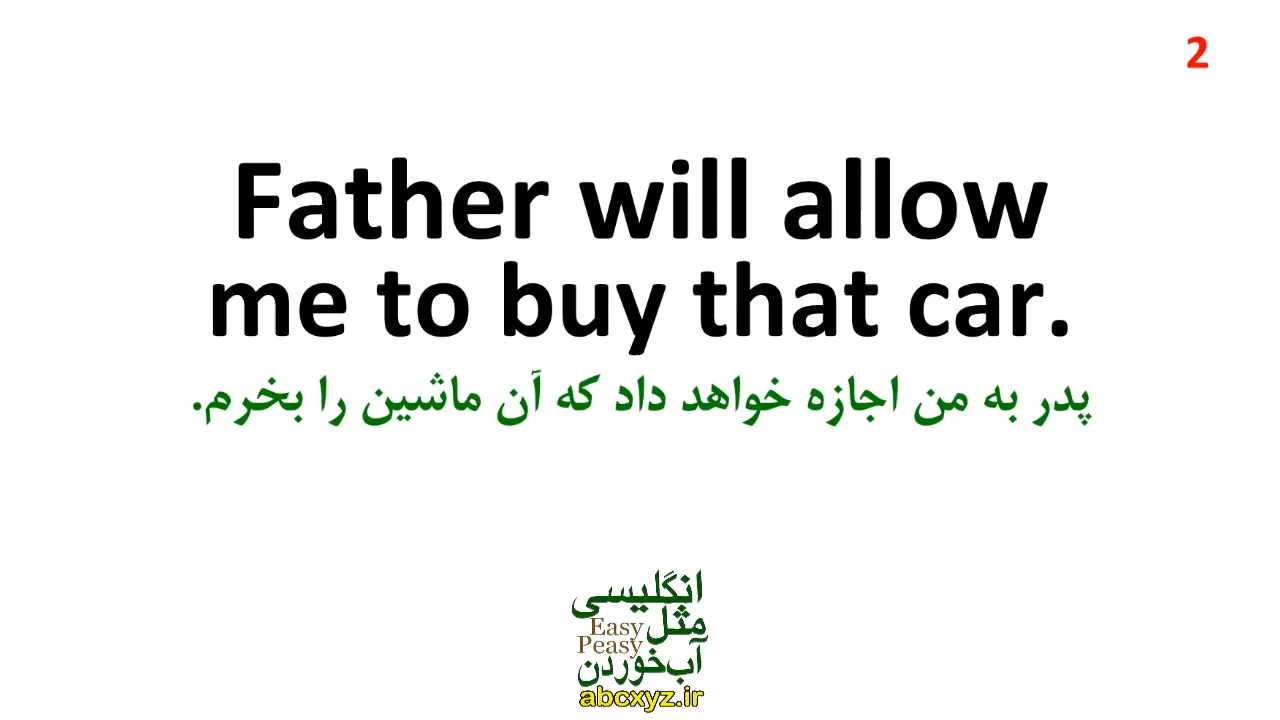 2
Father will allow
me to buy that car.
پدر به من اجازه خواهد داد که آن ماشین را بخرم.
انگلیسی
مثل
Easy
Peasy
آب‌خوردن
abcxyz.ir